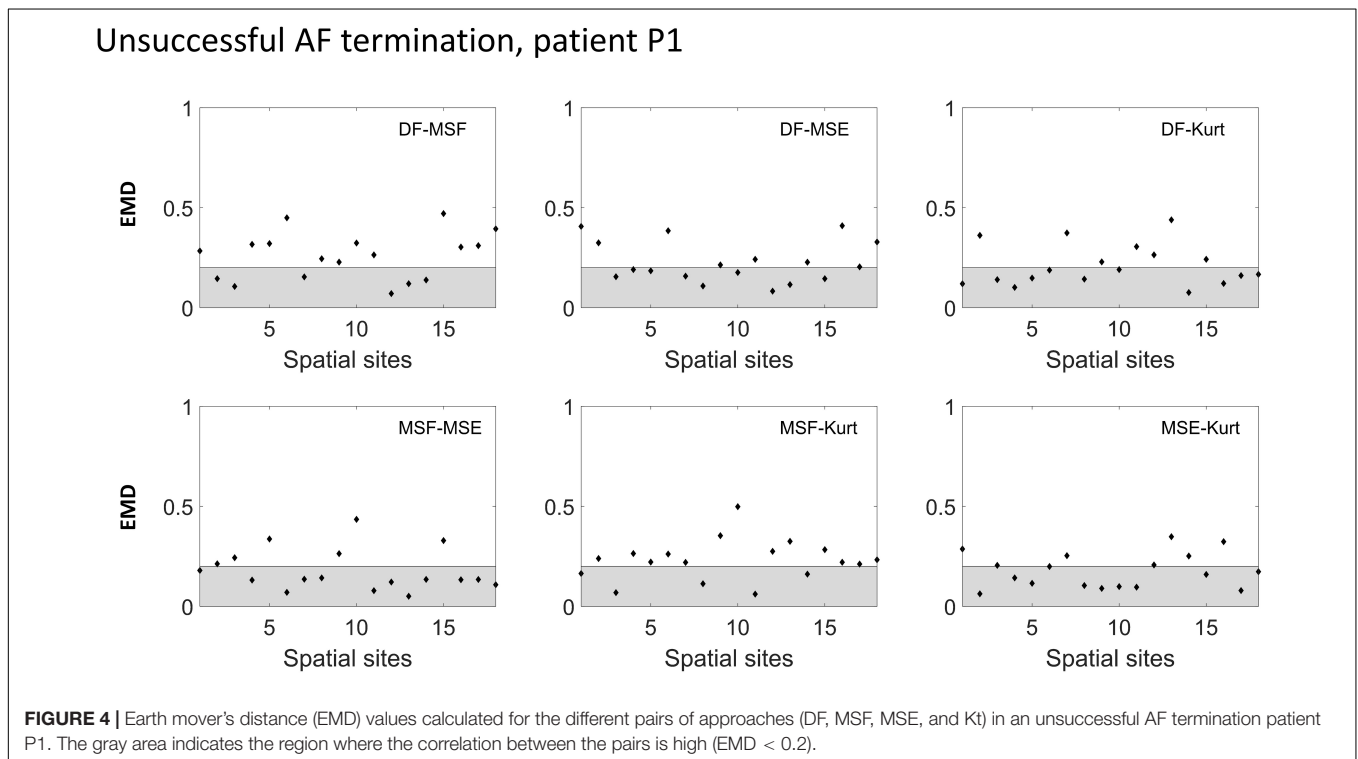 Unsuccessful AF termination, patient P1
1
DF-MSF
EMD
0.5
0
5
10
15
Spatial sites
1
DF-MSE
0.5
0
5
10
15
Spatial sites
1
DF-Kurt
0.5
0
5
10
15
Spatial sites
1
MSF-MSE
EMD
0.5
0
5
10
15
Spatial sites
1
MSF-Kurt
0.5
0
5
10
15
Spatial sites
1
MSE-Kurt
0.5
0
5
10
15
Spatial sites
FIGURE 4 | Earth mover's distance (EMD) values calculated for the different pairs of approaches (DF, MSF, MSE, and Kt) in an unsuccessful AF termination patient
P1. The gray area indicates the region where the correlation between the pairs is high (EMD < 0.2).